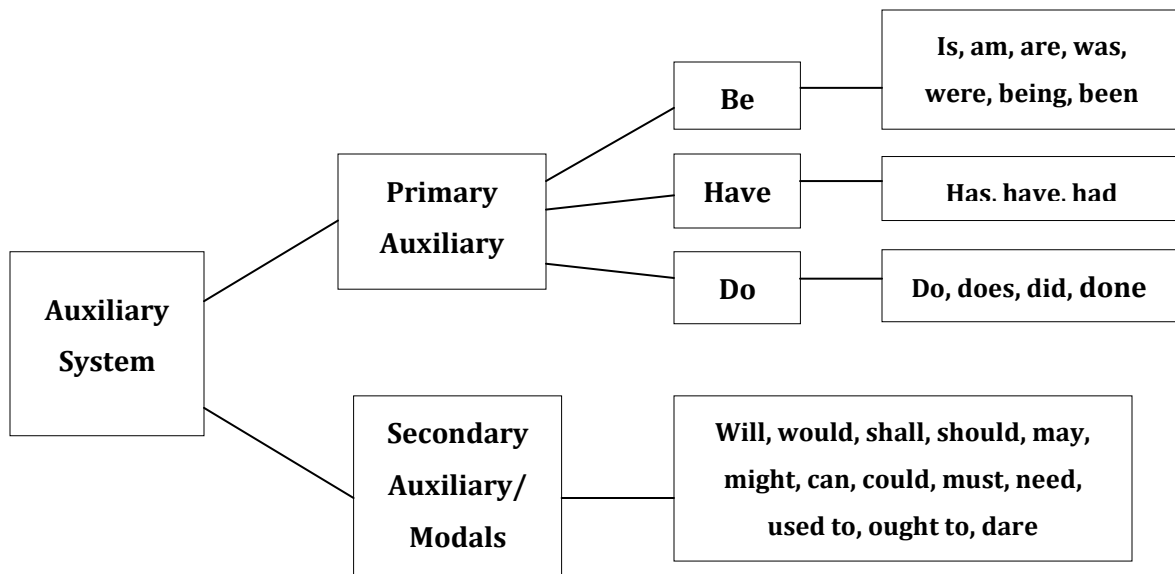 Auxiliary
System
Primary
Auxiliary
Be
Is, am, are, was,
were, being, been
Have
Has, have, had
Do
Do, does, did, done
Secondary
Auxiliary/
Modals
Will, would, shall, should, may,
might, can, could, must, need,
used to, ought to, dare